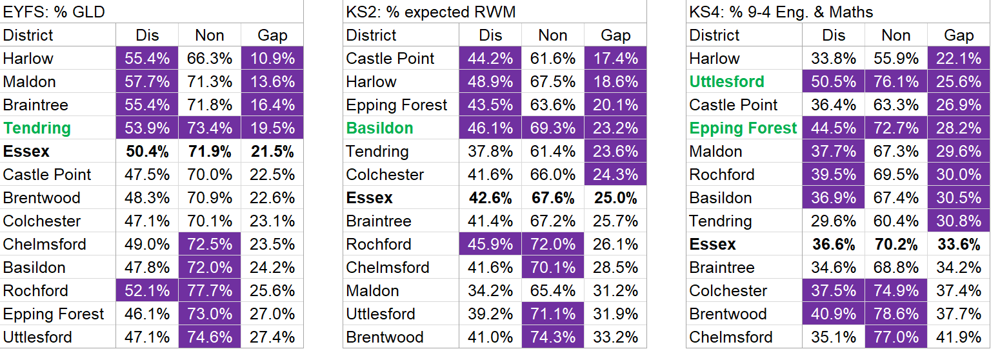 EYFS: % GLD
District Dis Non Gap
Harlow 55.4% 66.3% 10.9%
Maldon 57.7% 71.3% 13.6%
Braintree 55.4% 71.8% 16.4%
Tendring 53.9% 73.4% 19.5%
Essex 50.4% 71.9% 21.5%
Castle Point 47.5% 70.0% 22.5%
Brentwood 48.3% 70.9% 22.6%
Colchester 47.1% 70.1% 23.1%
Chelmsford 49.0% 72.5% 23.5%
Basildon 47.8% 72.0% 24.2%
Rochford 52.1% 77.7% 25.6%
Epping Forest 46.1% 73.0% 27.0%
Uttlesford 47.1% 74.6% 27.4%
KS2: % expected RWM
District Dis Non Gap
Castle Point 44.2% 61.6% 17.4%
Harlow 48.9% 67.5% 18.6%
Epping Forest 43.5% 63.6% 20.1%
Basildon 46.1% 69.3% 23.2%
Tendring 37.8% 61.4% 23.6%
Colchester 41.6% 66.0% 24.3%
Essex 42.6% 67.6% 25.0%
Braintree 41.4% 67.2% 25.7%
Rochford 45.9% 72.0% 26.1%
Chelmsford 41.6% 70.1% 28.5%
Maldon 34.2% 65.4% 31.2%
Uttlesford 39.2% 71.1% 31.9%
Brentwood 41.0% 74.3% 33.2%
KS4: % 9-4 Eng. & Maths
District Dis Non Gap
Harlow 33.8% 55.9% 22.1%
Uttlesford 50.5% 76.1% 25.6%
Castle Point 36.4% 63.3% 26.9%
Epping Forest 44.5% 72.7% 28.2%
Maldon 37.7% 67.3% 29.6%
Rochford 39.5% 69.5% 30.0%
Basildon 36.9% 67.4% 30.5%
Tendring 29.6% 60.4% 30.8%
Essex 36.6% 70.2% 33.6%
Braintree 34.6% 68.8% 34.2%
Colchester 37.5% 74.9% 37.4%
Brentwood 40.9% 78.6% 37.7%
Chelmsford 35.1% 77.0% 41.9%